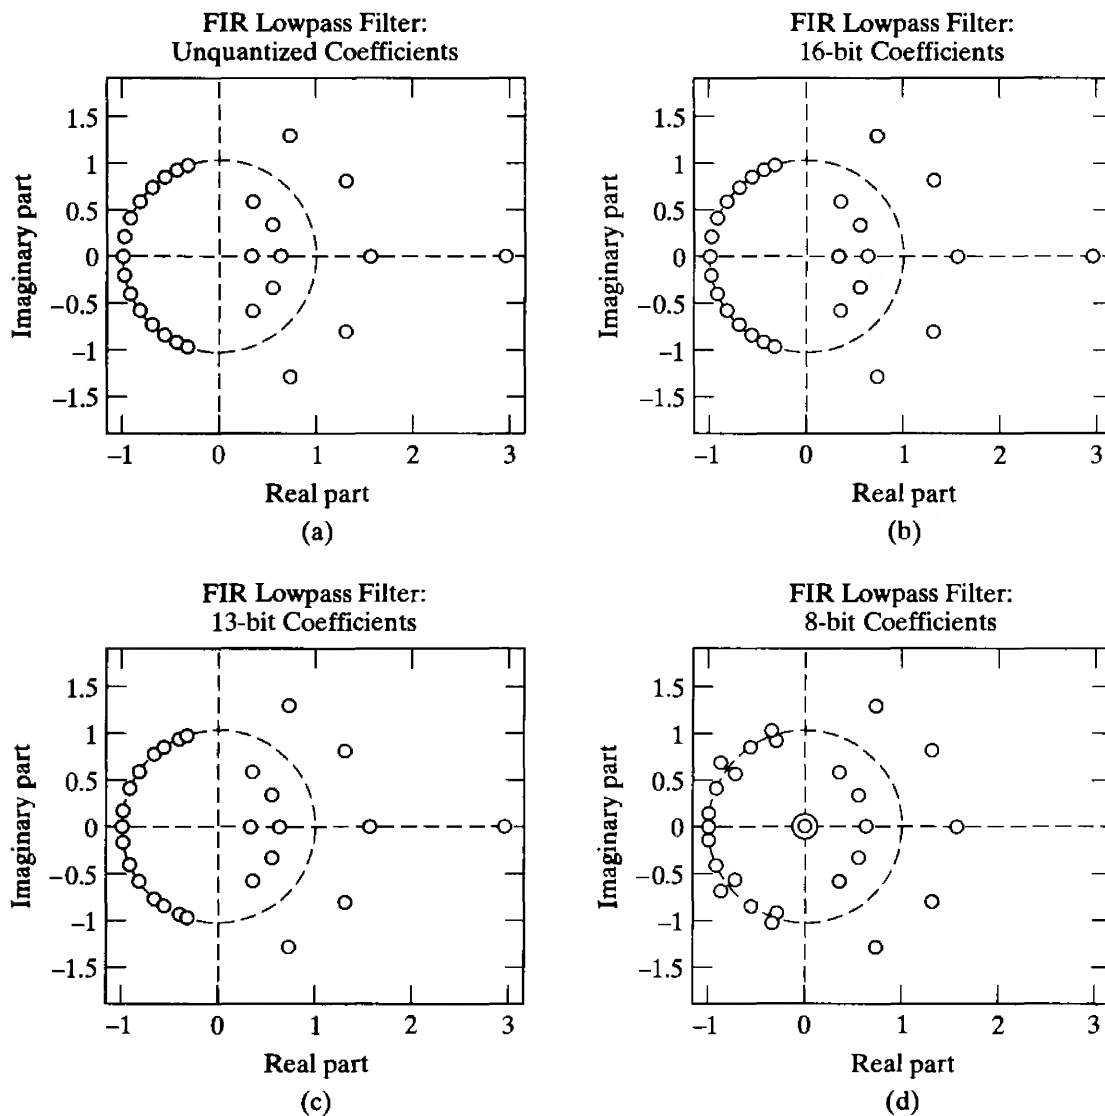 FIR Lowpass Filter:
Unquantized Coefficients
1.5
1
0.5
0
−0.5
−1
−1.5
Imaginary part
−1
0
1
2
3
Real part
(a)
FIR Lowpass Filter:
16-bit Coefficients
1.5
1
0.5
0
−0.5
−1
−1.5
Imaginary part
−1
0
1
2
3
Real part
(b)
FIR Lowpass Filter:
13-bit Coefficients
1.5
1
0.5
0
−0.5
−1
−1.5
Imaginary part
−1
0
1
2
3
Real part
(c)
FIR Lowpass Filter:
8-bit Coefficients
1.5
1
0.5
0
−0.5
−1
−1.5
Imaginary part
−1
0
1
2
3
Real part
(d)